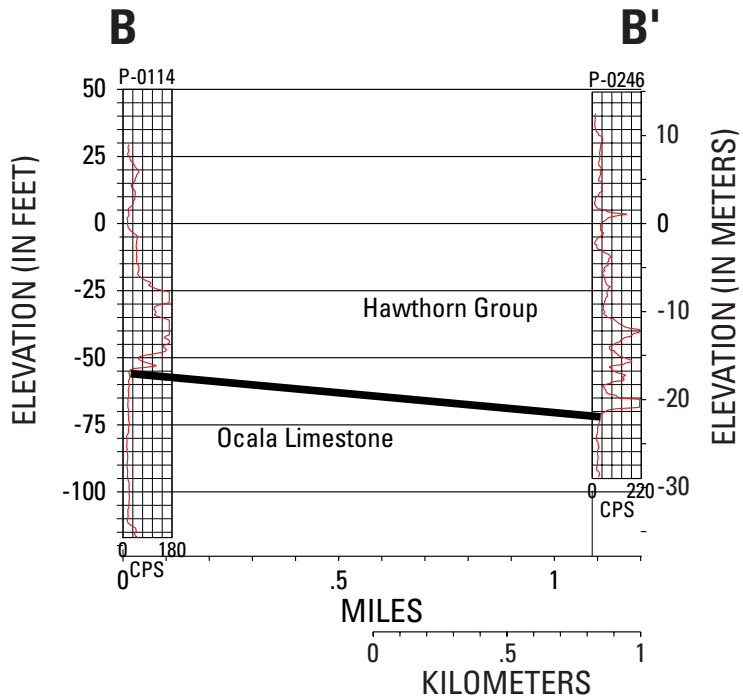 B B'
P-0114 P-0246
50
25
0
-25
-50
-75
-100
ELEVATION (IN FEET)
10
0
-10
-20
-30
ELEVATION (IN METERS)
Hawthorn Group
Ocala Limestone
0 180
CPS
0 220
CPS
0 .5 1
MILES
0 .5 1
KILOMETERS